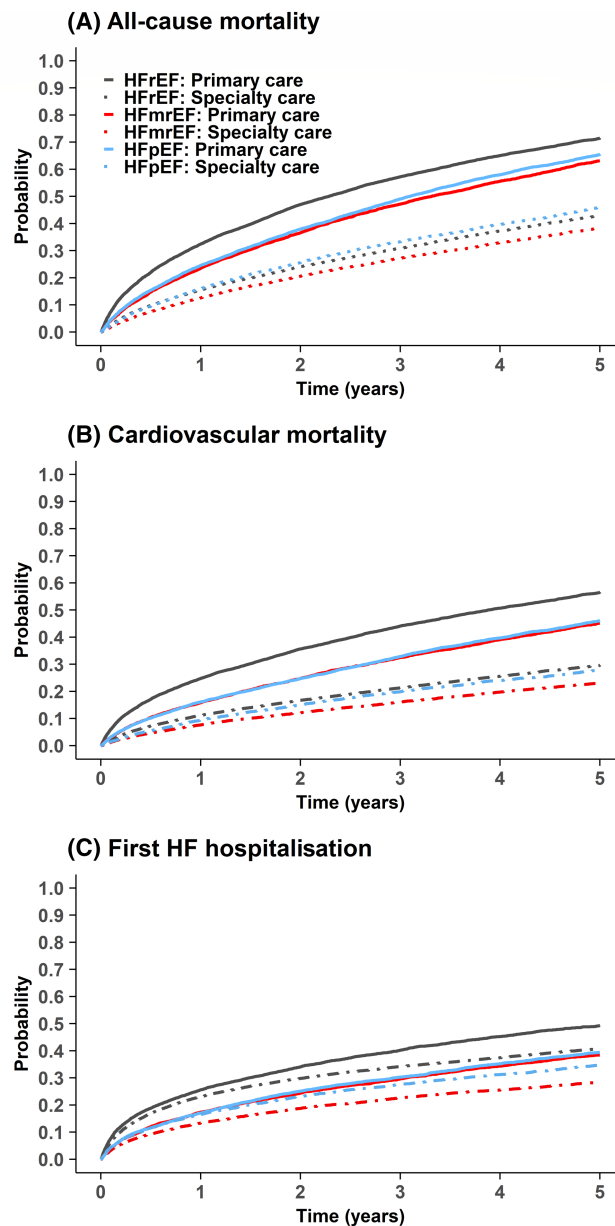 (A) All-cause mortality
1.0
0.9
0.8
0.7
0.6
0.5
0.4
0.3
0.2
0.1
0.0
Probability
HFrEF: Primary care
HFrEF: Specialty care
HFmrEF: Primary care
HFmrEF: Specialty care
HFpEF: Primary care
HFpEF: Specialty care
0 1 2 3 4 5
Time (years)
(B) Cardiovascular mortality
1.0
0.9
0.8
0.7
0.6
0.5
0.4
0.3
0.2
0.1
0.0
Probability
0 1 2 3 4 5
Time (years)
(C) First HF hospitalisation
1.0
0.9
0.8
0.7
0.6
0.5
0.4
0.3
0.2
0.1
0.0
Probability
0 1 2 3 4 5
Time (years)